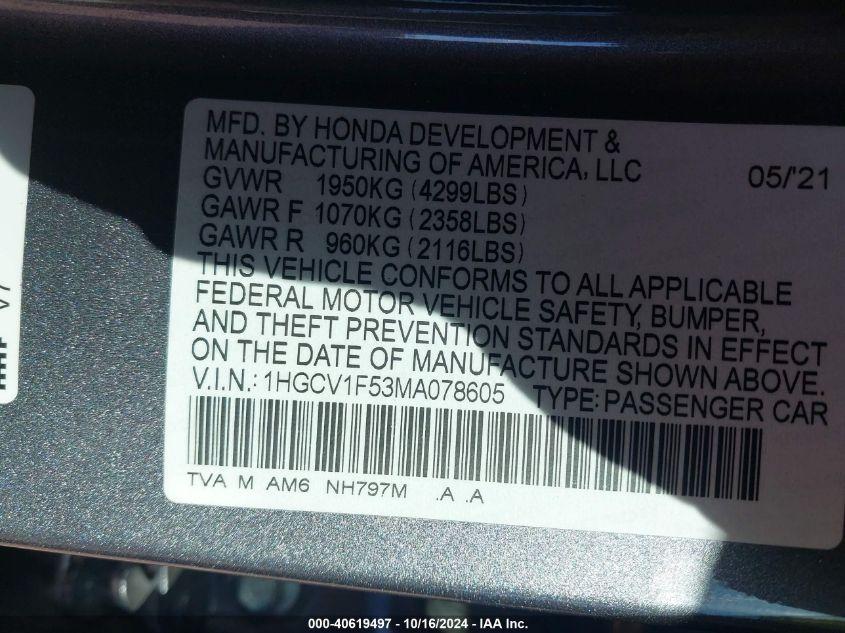 MFD. BY HONDA DEVELOPMENT &
MANUFACTURING OF AMERICA, LLC 05/'21
GVWR 1950KG (4299LBS)
GAWR F 1070KG (2358LBS)
GAWR R 960KG (2116LBS)
THIS VEHICLE CONFORMS TO ALL APPLICABLE
FEDERAL MOTOR VEHICLE SAFETY, BUMPER,
AND THEFT PREVENTION STANDARDS IN EFFECT
ON THE DATE OF MANUFACTURE SHOWN ABOVE.
V.I.N.: 1HGCV1F53MA078605 TYPE: PASSENGER CAR
TVA M AM6 NH797M .A .A
000-40619497 - 10/16/2024 - IAA Inc.